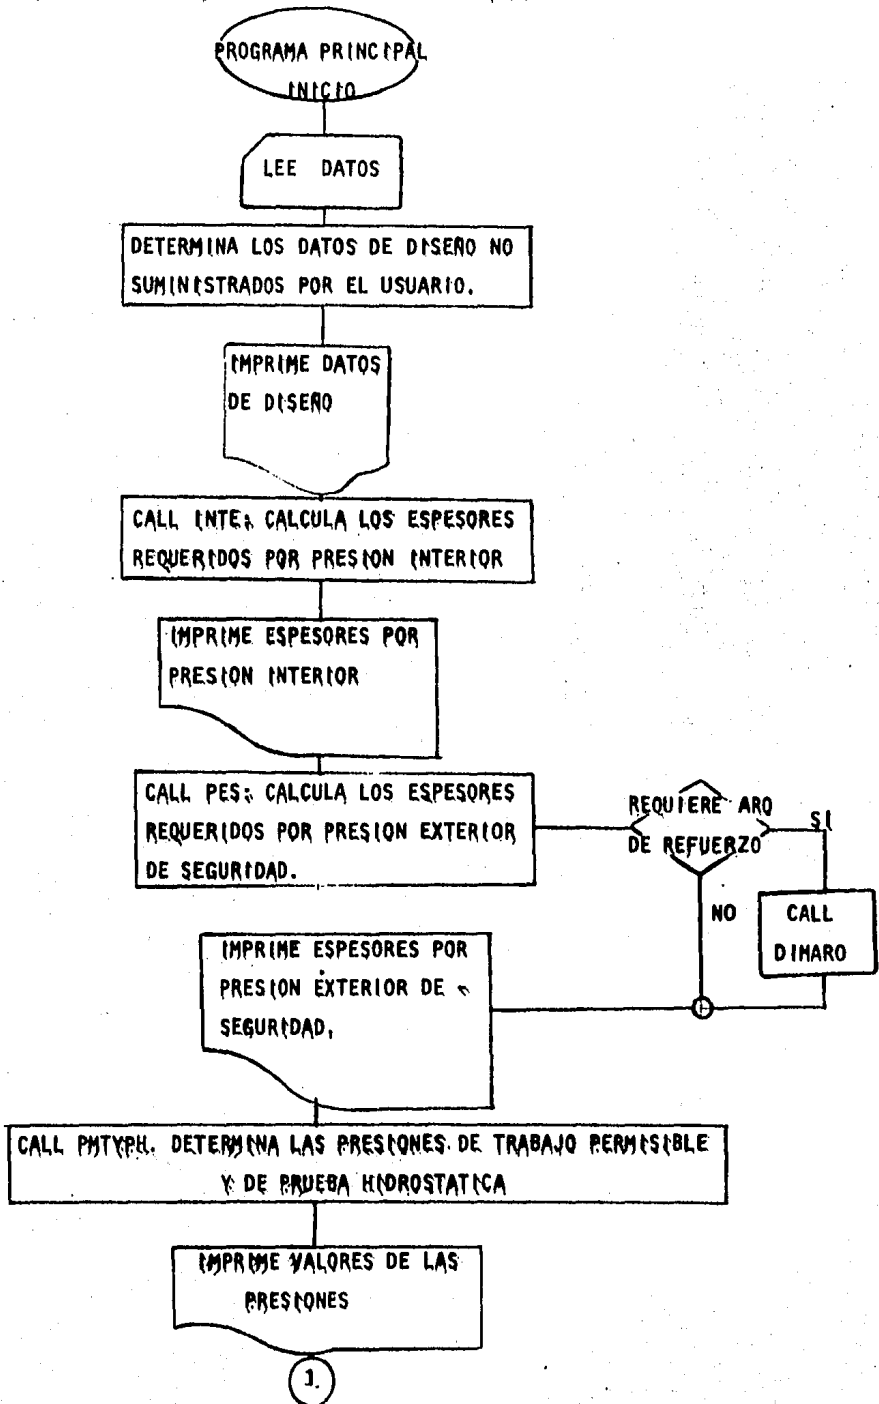 PROGRAMA PRINCIPAL
INICIO
LEE DATOS
DETERMINA LOS DATOS DE DISEÑO NO
SUMINISTRADOS POR EL USUARIO.
IMPRIME DATOS
DE DISEÑO
CALL INTE: CALCULA LOS ESPESORES
REQUERIDOS POR PRESION INTERIOR
IMPRIME ESPESORES POR
PRESION INTERIOR
CALL PES: CALCULA LOS ESPESORES
REQUERIDOS POR PRESION EXTERIOR
DE SEGURIDAD.
REQUIERE ARO
DE REFUERZO
SI
NO
CALL
DIMARO
IMPRIME ESPESORES POR
PRESION EXTERIOR DE
SEGURIDAD.
CALL PMTYPH. DETERMINA LAS PRESIONES DE TRABAJO PERMISIBLE
Y DE PRUEBA HIDROSTATICA
IMPRIME VALORES DE LAS
PRESIONES
1.